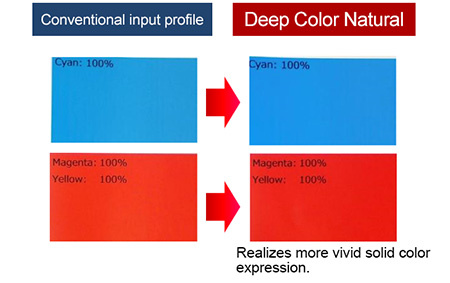 Conventional input profile
Deep Color Natural
Cyan: 100%
Cyan: 100%
Magenta: 100%
Yellow: 100%
Magenta: 100%
Yellow: 100%
Realizes more vivid solid color
expression.